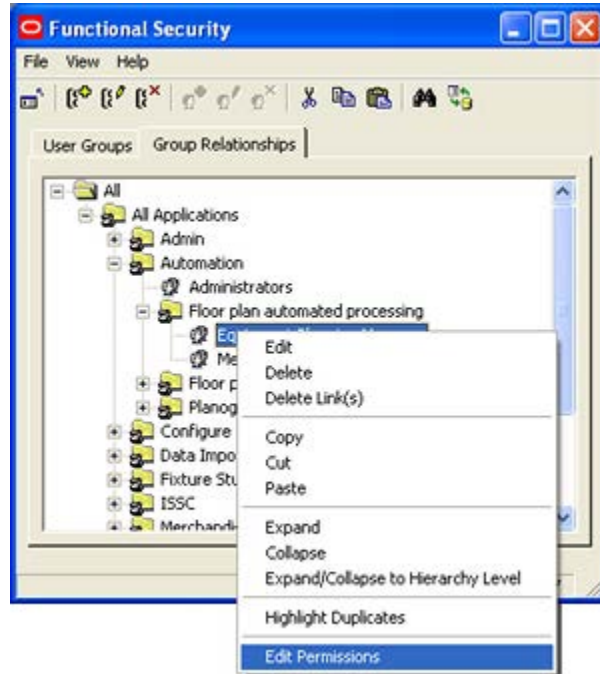 Functional Security
File View Help
User Groups Group Relationships
All
All Applications
Admin
Automation
Administrators
Floor plan automated processing
Edit
Delete
Floor p
Delete Link(s)
Planog
Configure
Copy
Data Impo
Cut
Fixture Stu
Paste
ISSC
Merchandi
Expand
Collapse
Expand/Collapse to Hierarchy Level
Highlight Duplicates
Edit Permissions